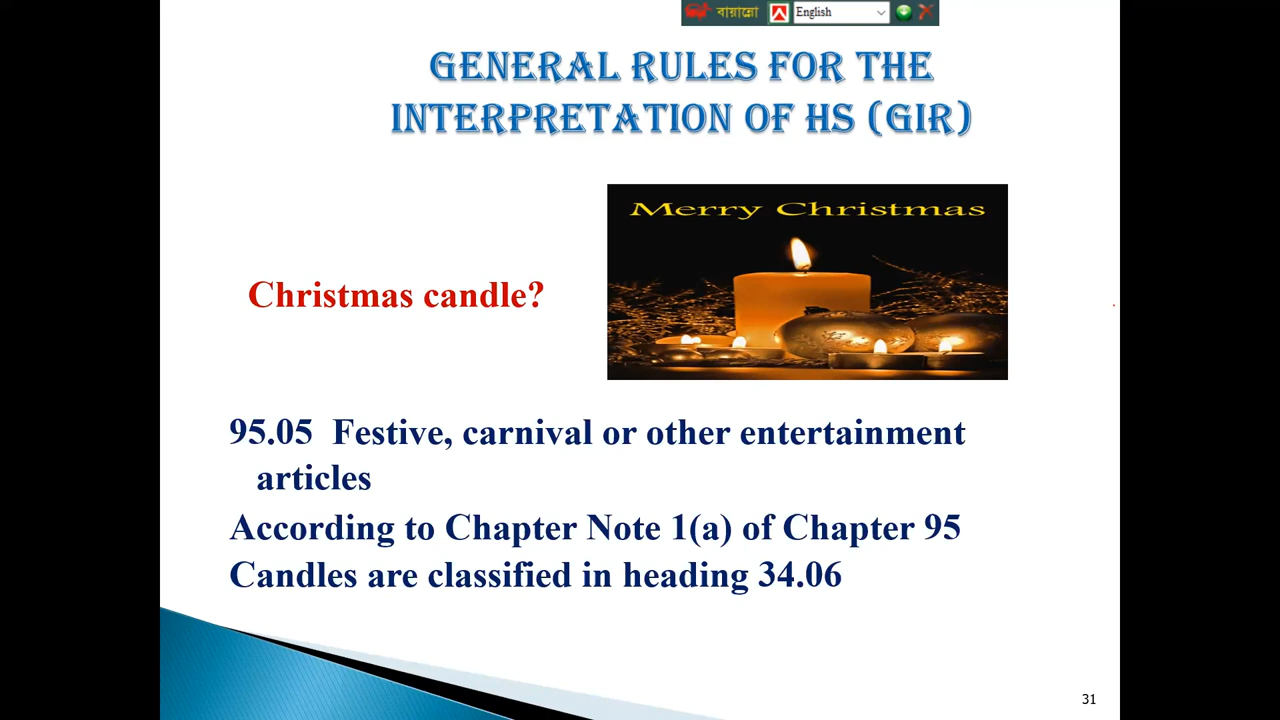 বায়ান্নো English
GENERAL RULES FOR THE
INTERPRETATION OF HS (GIR)
Merry Christmas
Christmas candle?
95.05 Festive, carnival or other entertainment
articles
According to Chapter Note 1(a) of Chapter 95
Candles are classified in heading 34.06
31